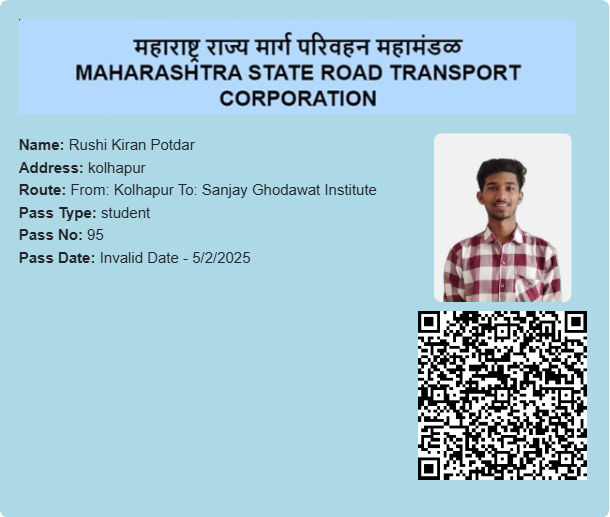 महाराष्ट्र राज्य मार्ग परिवहन महामंडळ
MAHARASHTRA STATE ROAD TRANSPORT
CORPORATION
Name: Rushi Kiran Potdar
Address: kolhapur
Route: From: Kolhapur To: Sanjay Ghodawat Institute
Pass Type: student
Pass No: 95
Pass Date: Invalid Date - 5/2/2025